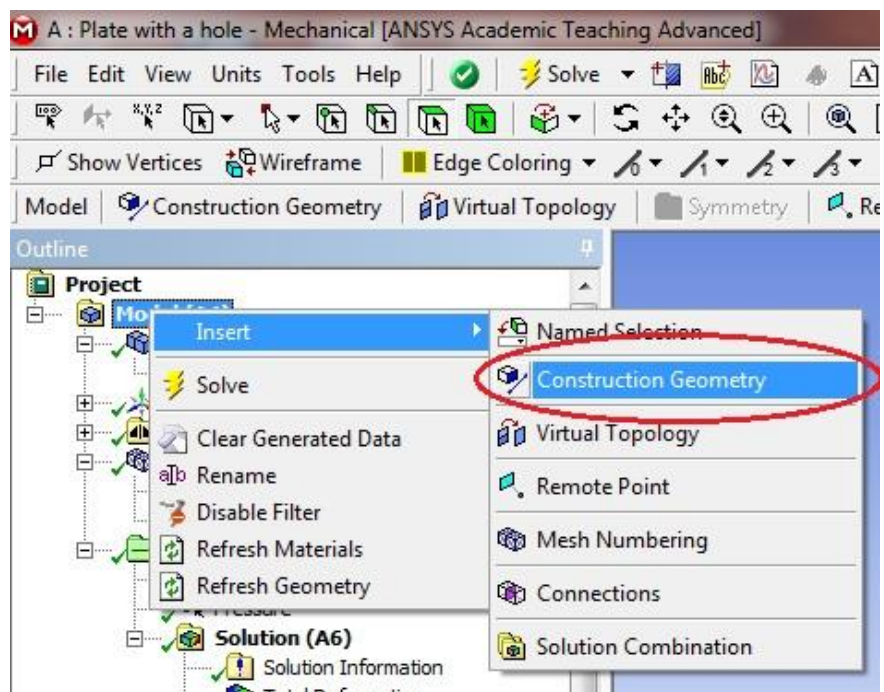 A : Plate with a hole - Mechanical [ANSYS Academic Teaching Advanced]
File Edit View Units Tools Help Solve
Show Vertices Wireframe Edge Coloring
Model Construction Geometry Virtual Topology Symmetry Re
Outline
Project
Insert
Solve
Clear Generated Data
Rename
Disable Filter
Refresh Materials
Refresh Geometry
Named Selection
Construction Geometry
Virtual Topology
Remote Point
Mesh Numbering
Connections
Solution Combination
Pressure
Solution (A6)
Solution Information